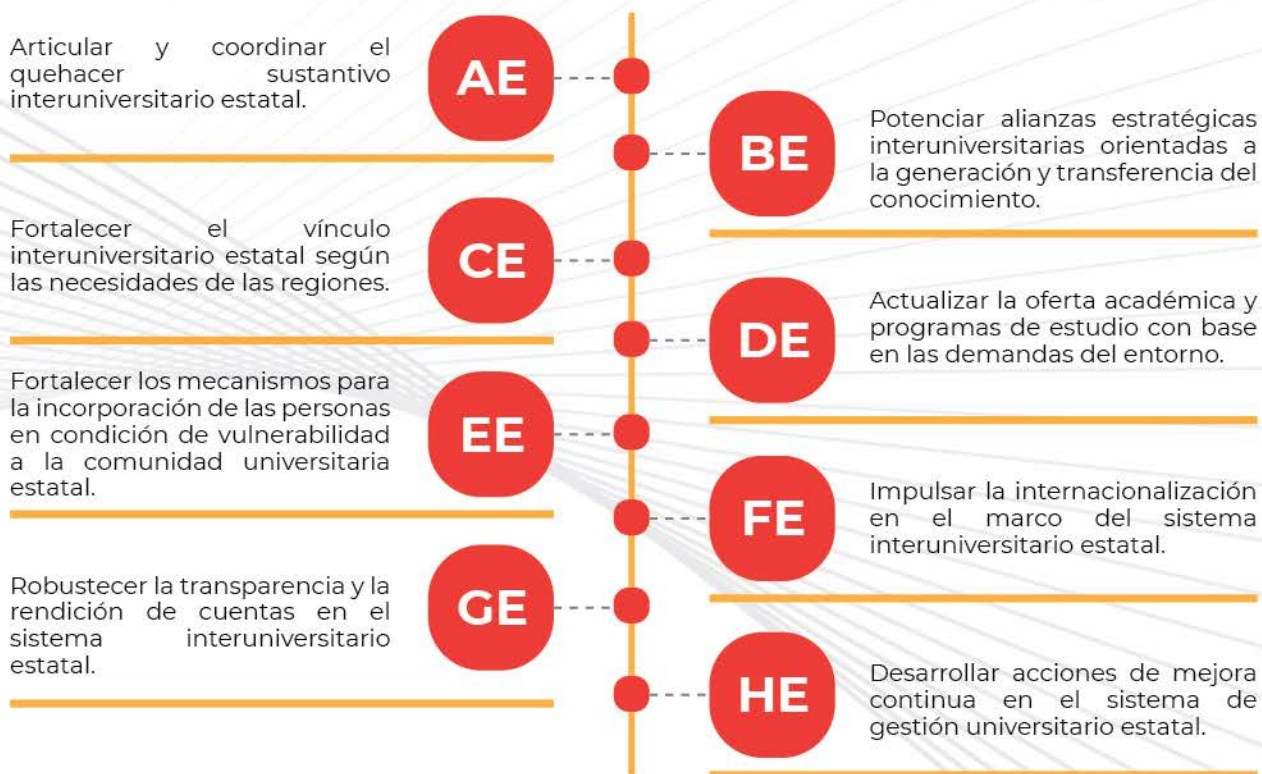 Articular y coordinar el
quehacer sustantivo
interuniversitario estatal.
AE
BE
Potenciar alianzas estratégicas
interuniversitarias orientadas a
la generación y transferencia del
conocimiento.
Fortalecer el vínculo
interuniversitario estatal según
las necesidades de las regiones.
CE
DE
Actualizar la oferta académica y
programas de estudio con base
en las demandas del entorno.
Fortalecer los mecanismos para
la incorporación de las personas
en condición de vulnerabilidad
a la comunidad universitaria
estatal.
EE
FE
Impulsar la internacionalización
en el marco del sistema
interuniversitario estatal.
Robustecer la transparencia y la
rendición de cuentas en el
sistema interuniversitario
estatal.
GE
HE
Desarrollar acciones de mejora
continua en el sistema de
gestión universitario estatal.